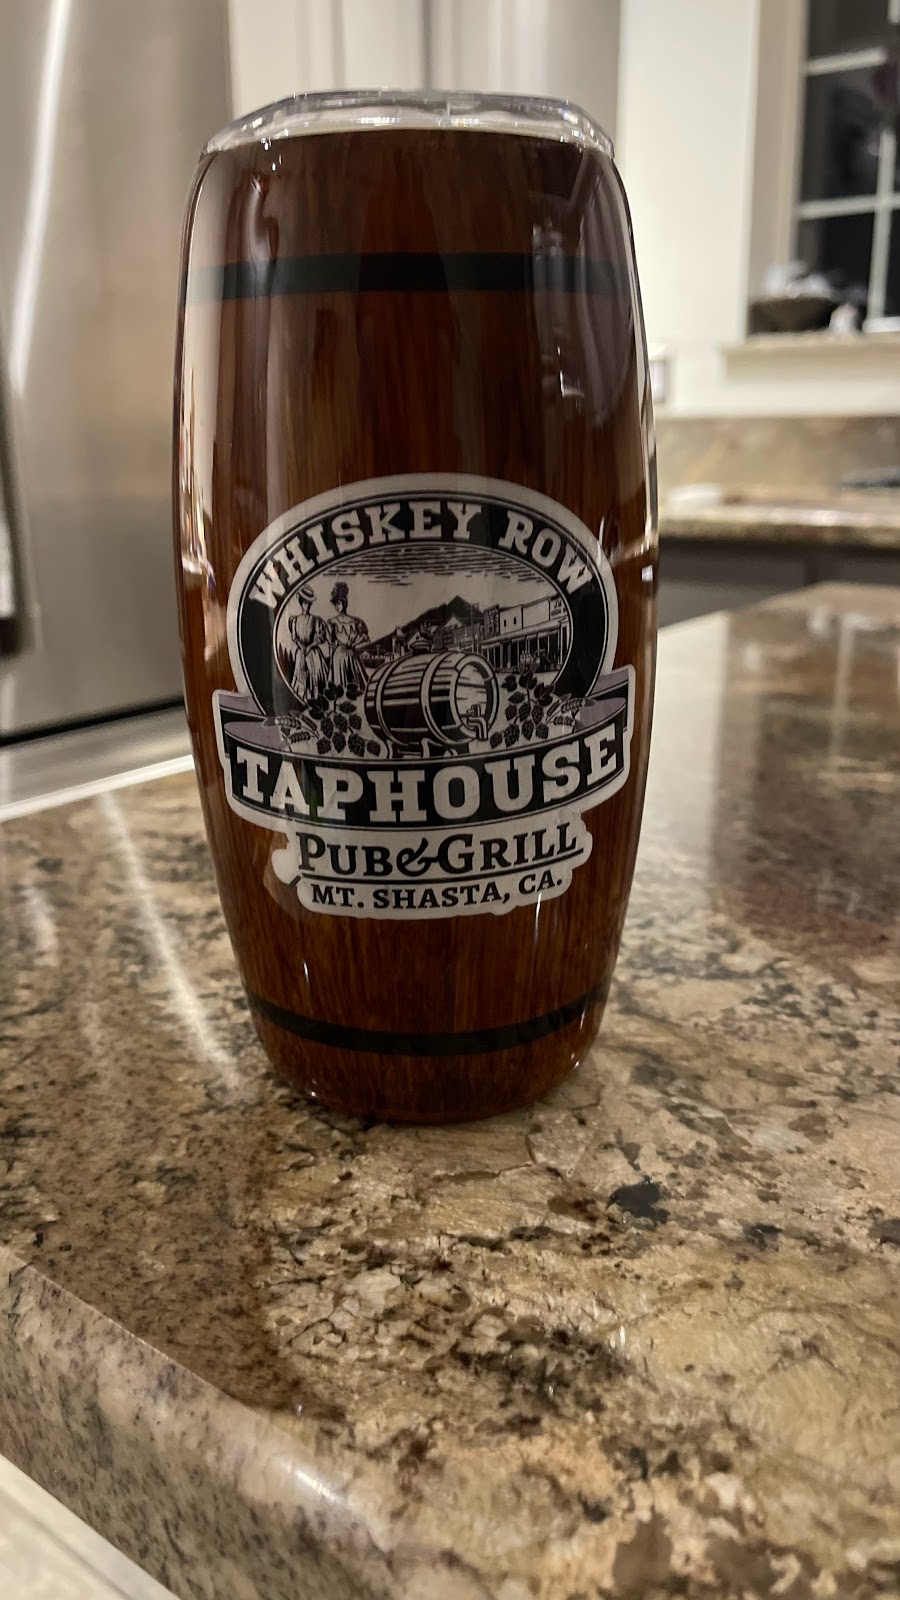 WHISKEY ROW
TAPHOUSE
PUB&GRILL
MT. SHASTA, CA.